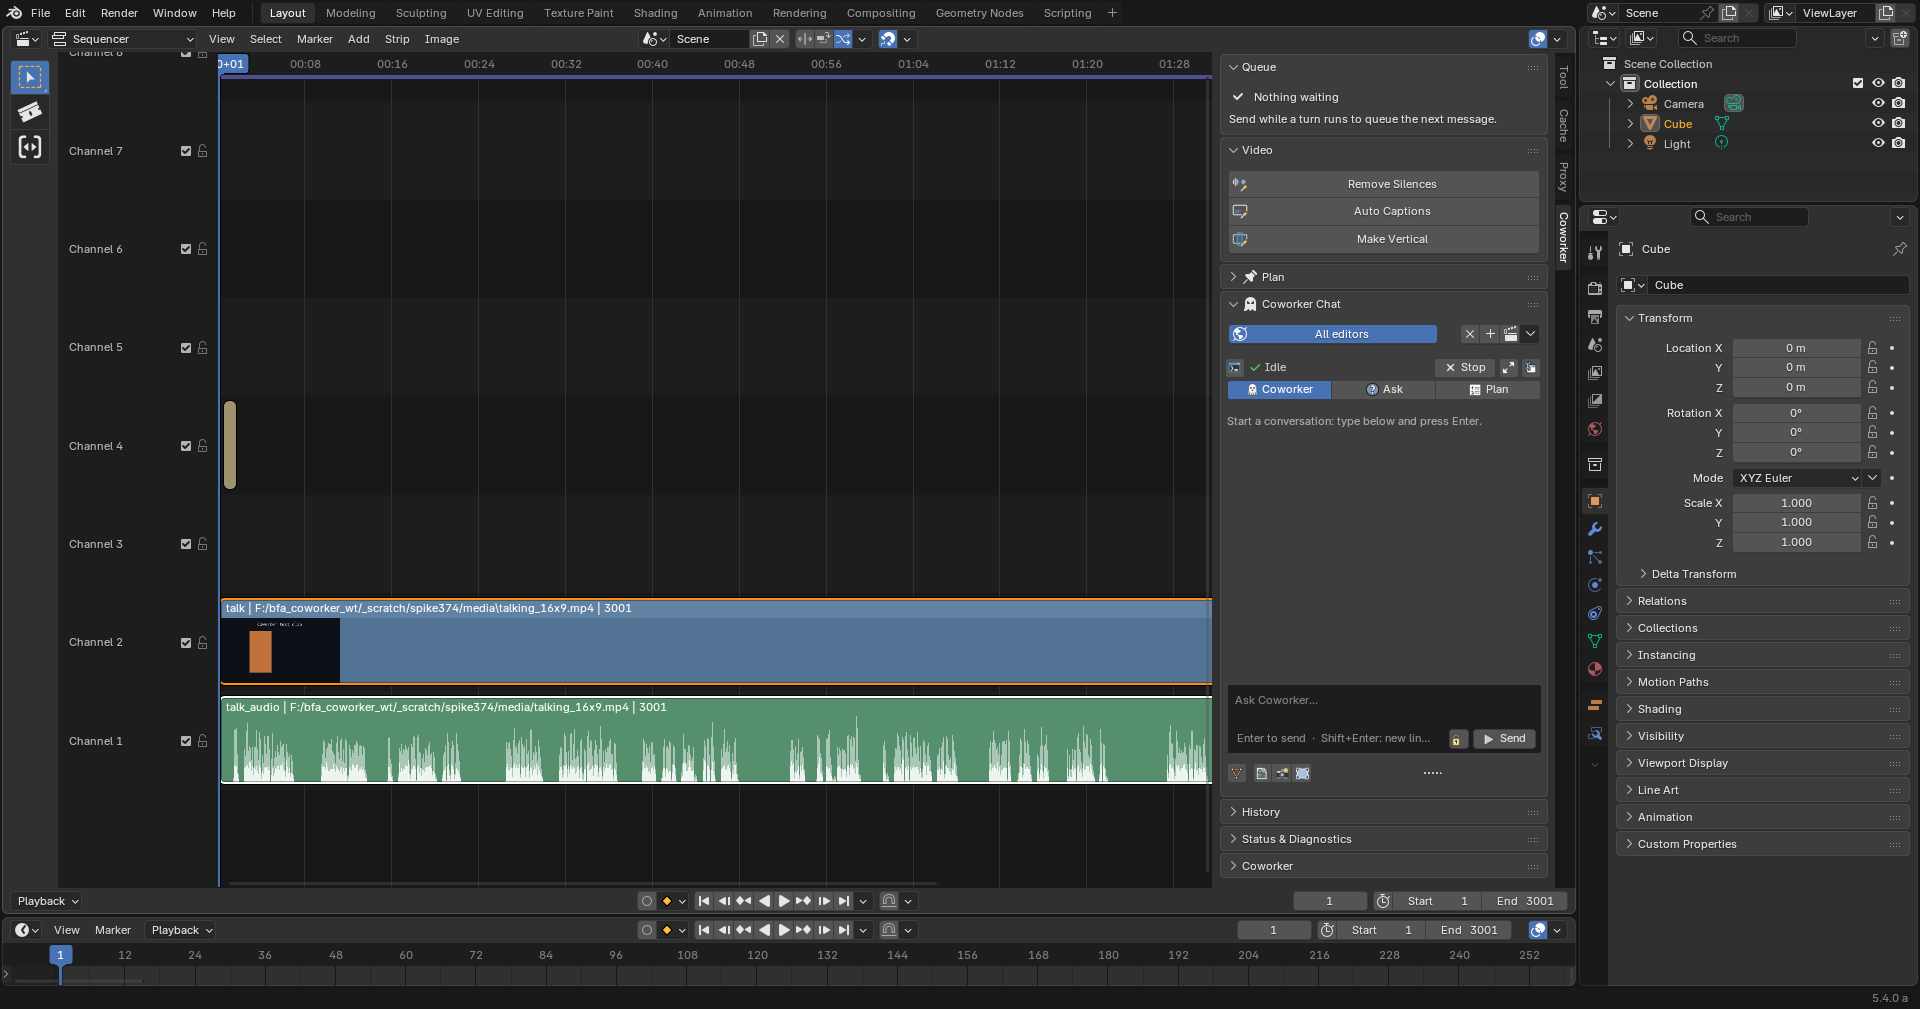 File Edit Render Window Help Layout Modeling Sculpting UV Editing Texture Paint Shading Animation Rendering Compositing Geometry Nodes Scripting Scene ViewLayer
Sequencer View Select Marker Add Strip Image Scene Search
0+01 00:08 00:16 00:24 00:32 00:40 00:48 00:56 01:04 01:12 01:20 01:28
Channel 7
Channel 6
Channel 5
Channel 4
Channel 3
talk | F:/bfa_coworker_wt/_scratch/spike374/media\talking_16x9.mp4 | 3001
Channel 2
talk_audio | F:/bfa_coworker_wt/_scratch/spike374/media/talking_16x9.mp4 | 3001
Channel 1
Queue
Nothing waiting
Send while a turn runs to queue the next message.
Video
Remove Silences
Auto Captions
Make Vertical
Plan
Coworker Chat
All editors
Idle Stop
Coworker Ask Plan
Start a conversation: type below and press Enter.
Ask Coworker...
Enter to send · Shift+Enter: new lin... Send
History
Status & Diagnostics
Coworker
Tool
Cache
Proxy
Coworker
Scene Collection
Collection
Camera
Cube
Light
Search
Cube
Cube
Transform
Location X 0 m
Y 0 m
Z 0 m
Rotation X 0°
Y 0°
Z 0°
Mode XYZ Euler
Scale X 1.000
Y 1.000
Z 1.000
Delta Transform
Relations
Collections
Instancing
Motion Paths
Shading
Visibility
Viewport Display
Line Art
Animation
Custom Properties
Playback 1 Start 1 End 3001
View Marker Playback 1 Start 1 End 3001
1 12 24 36 48 60 72 84 96 108 120 132 144 156 168 180 192 204 216 228 240 252
5.4.0 a